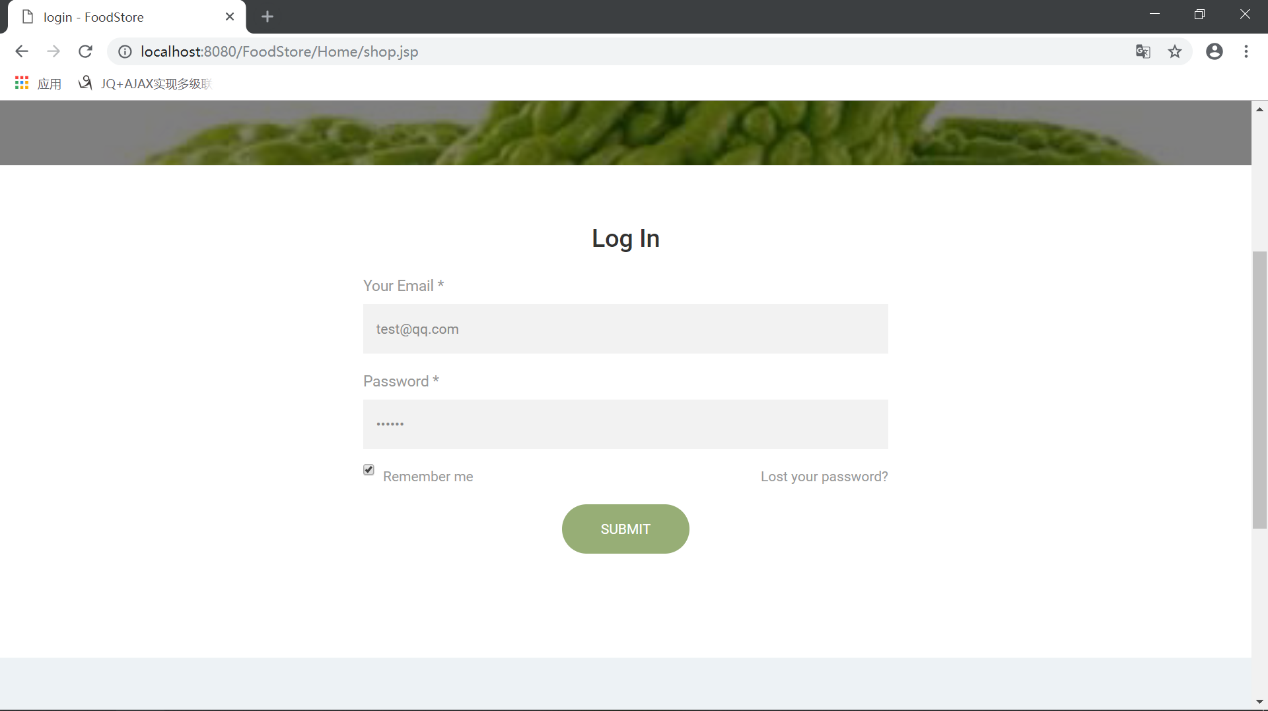 login - FoodStore
localhost:8080/FoodStore/Home/shop.jsp
应用 JQ+AJAX实现多级联
Log In
Your Email *
test@qq.com
Password *
••••••
Remember me
Lost your password?
SUBMIT